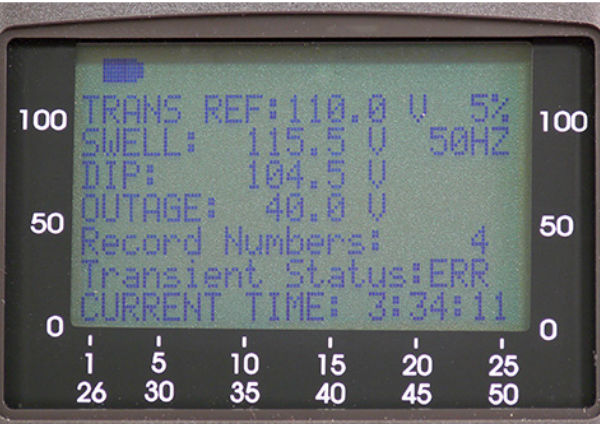 TRANS REF:110.0 V 5%
SWELL: 115.5 V 50HZ
DIP: 104.5 V
OUTAGE: 40.0 V
Record Numbers: 4
Transient Status:ERR
CURRENT TIME: 3:34:11
100 100
50 50
0 0
1 5 10 15 20 25
26 30 35 40 45 50